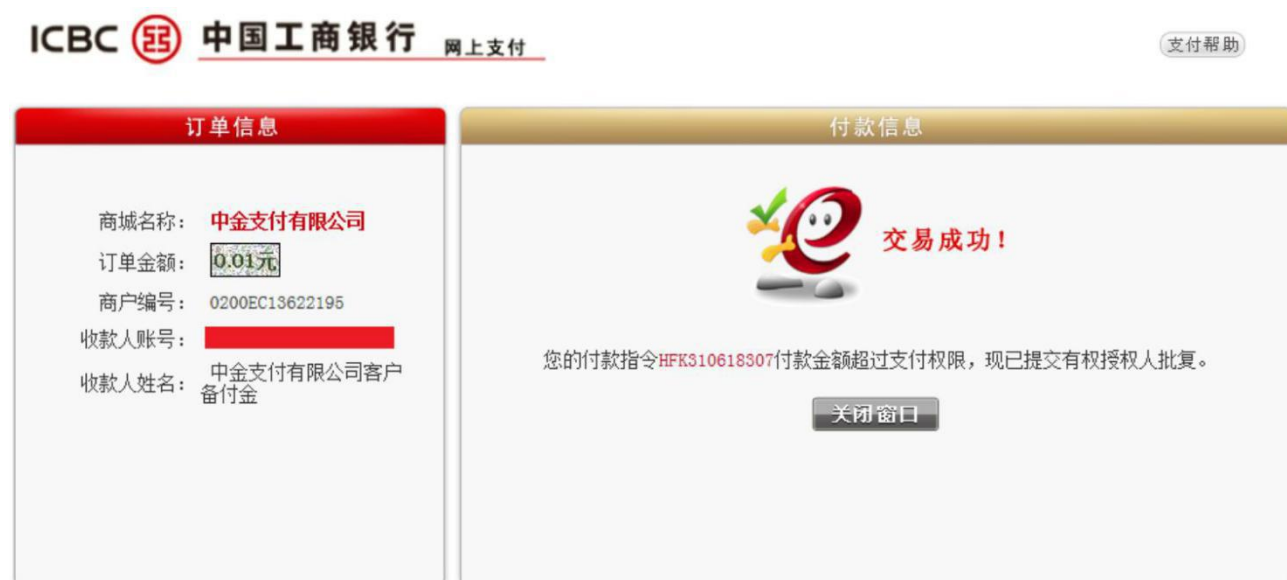 ICBC 中国工商银行 网上支付
支付帮助
订单信息
商城名称： 中金支付有限公司
订单金额： 0.01元
商户编号： 0200EC13622195
收款人账号：
收款人姓名： 中金支付有限公司客户
备付金
付款信息
交易成功！
您的付款指令HFK310618307付款金额超过支付权限，现已提交有权授权人批复。
关闭窗口